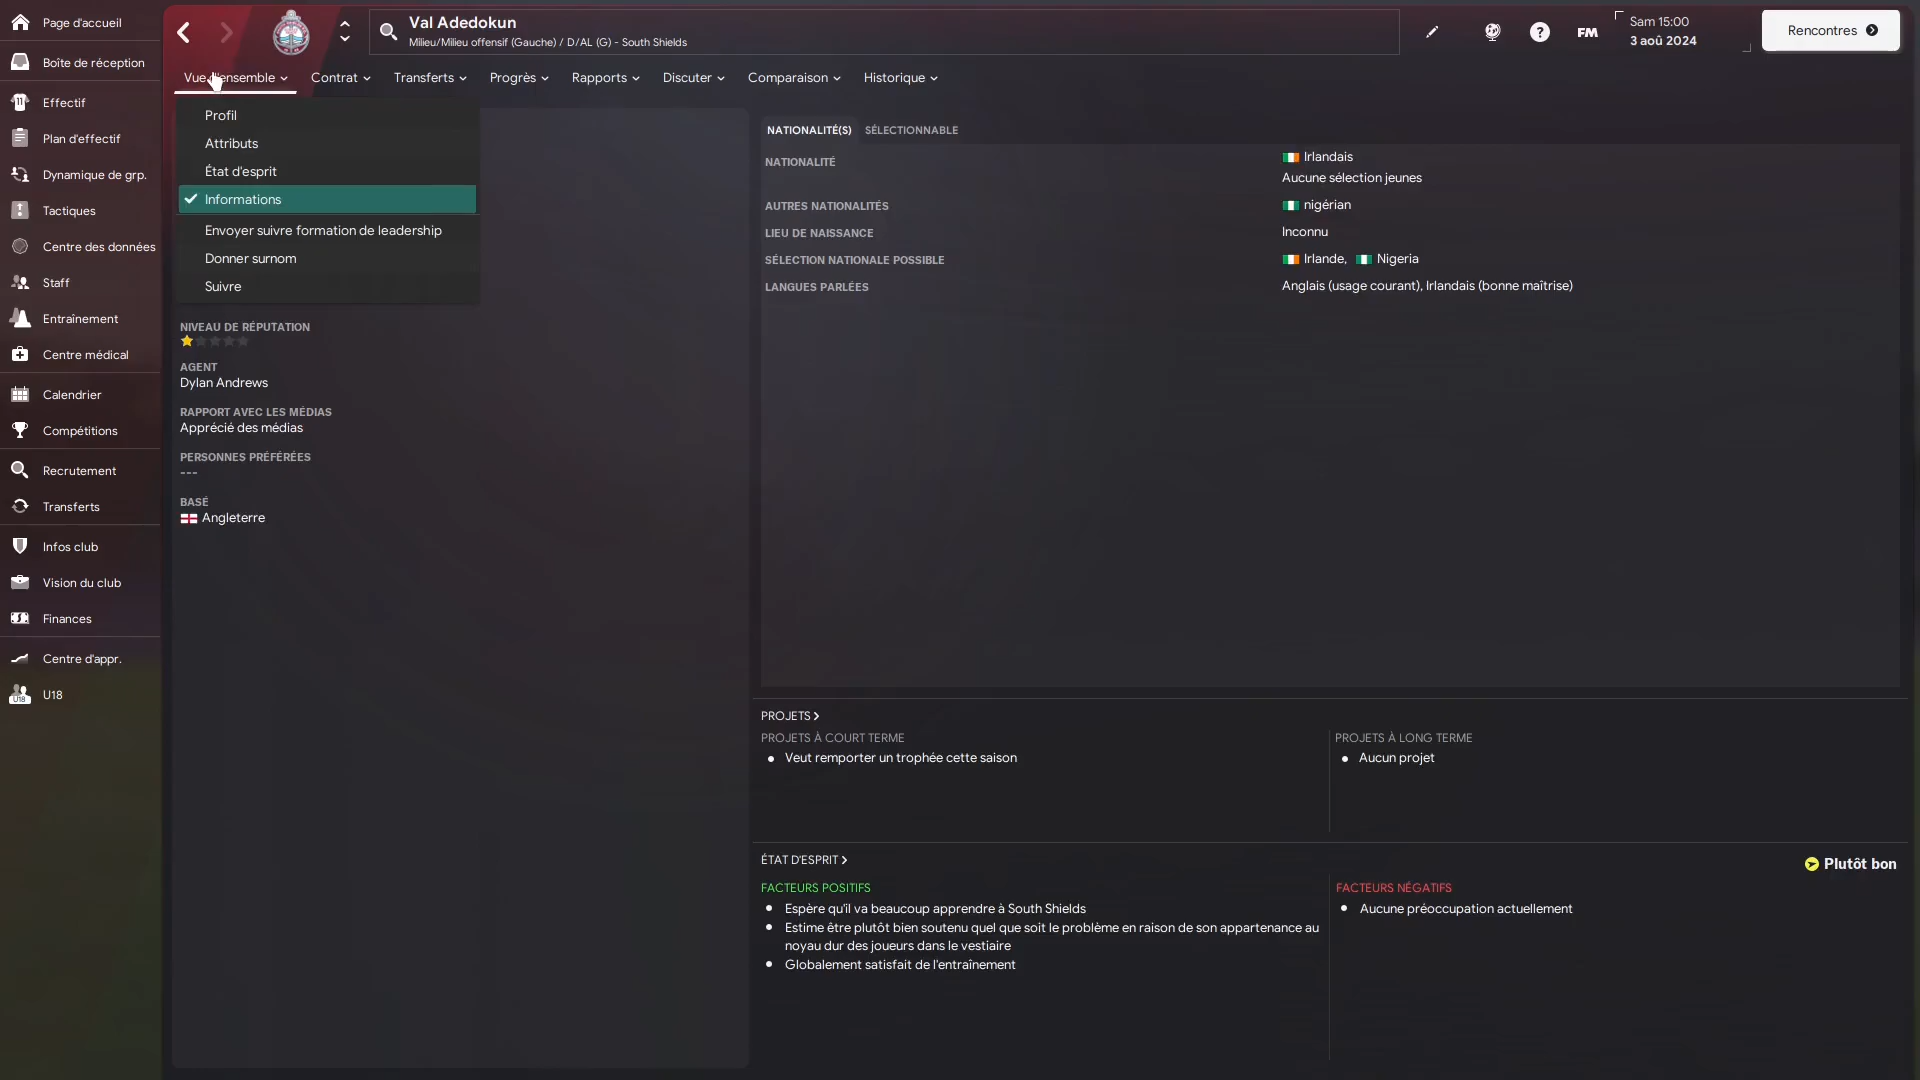 Page d'accueil
Boîte de réception
Effectif
Plan d'effectif
Dynamique de grp.
Tactiques
Centre des données
Staff
Entraînement
Centre médical
Calendrier
Compétitions
Recrutement
Transferts
Infos club
Vision du club
Finances
Centre d'appr.
U18
Val Adedokun
Milieu/Milieu offensif (Gauche) / D/AL (G) - South Shields
FM
Sam 15:00
3 aoû 2024
Rencontres
Vue d'ensemble Contrat Transferts Progrès Rapports Discuter Comparaison Historique
Profil
Attributs
État d'esprit
Informations
Envoyer suivre formation de leadership
Donner surnom
Suivre
NIVEAU DE RÉPUTATION
AGENT
Dylan Andrews
RAPPORT AVEC LES MÉDIAS
Apprécié des médias
PERSONNES PRÉFÉRÉES
---
BASÉ
Angleterre
NATIONALITÉ(S) SÉLECTIONNABLE
NATIONALITÉ Irlandais
Aucune sélection jeunes
AUTRES NATIONALITÉS nigérian
LIEU DE NAISSANCE Inconnu
SÉLECTION NATIONALE POSSIBLE Irlande, Nigeria
LANGUES PARLÉES Anglais (usage courant), Irlandais (bonne maîtrise)
PROJETS
PROJETS À COURT TERME
Veut remporter un trophée cette saison
PROJETS À LONG TERME
Aucun projet
ÉTAT D'ESPRIT
Plutôt bon
FACTEURS POSITIFS
Espère qu'il va beaucoup apprendre à South Shields
Estime être plutôt bien soutenu quel que soit le problème en raison de son appartenance au
noyau dur des joueurs dans le vestiaire
Globalement satisfait de l'entraînement
FACTEURS NÉGATIFS
Aucune préoccupation actuellement